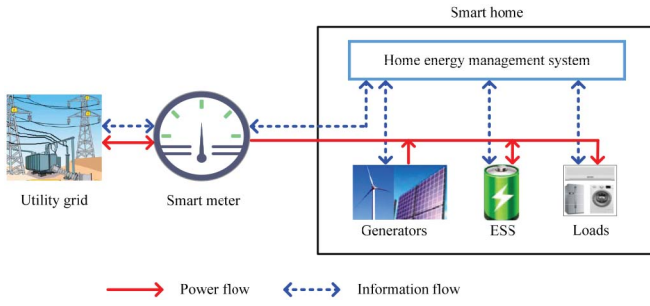 Smart home
Home energy management system
Utility grid
Smart meter
Generators
ESS
Loads
Power flow
Information flow